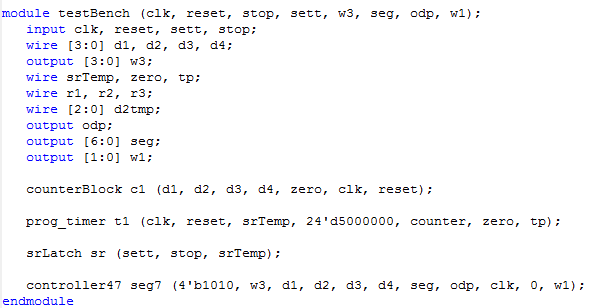 module testBench (clk, reset, stop, sett, w3, seg, odp, w1);
input clk, reset, sett, stop;
wire [3:0] d1, d2, d3, d4;
output [3:0] w3;
wire srTemp, zero, tp;
wire r1, r2, r3;
wire [2:0] d2tmp;
output odp;
output [6:0] seg;
output [1:0] w1;
counterBlock c1 (d1, d2, d3, d4, zero, clk, reset);
prog_timer t1 (clk, reset, srTemp, 24'd5000000, counter, zero, tp);
srLatch sr (sett, stop, srTemp);
controller47 seg7 (4'b1010, w3, d1, d2, d3, d4, seg, odp, clk, 0, w1);
endmodule